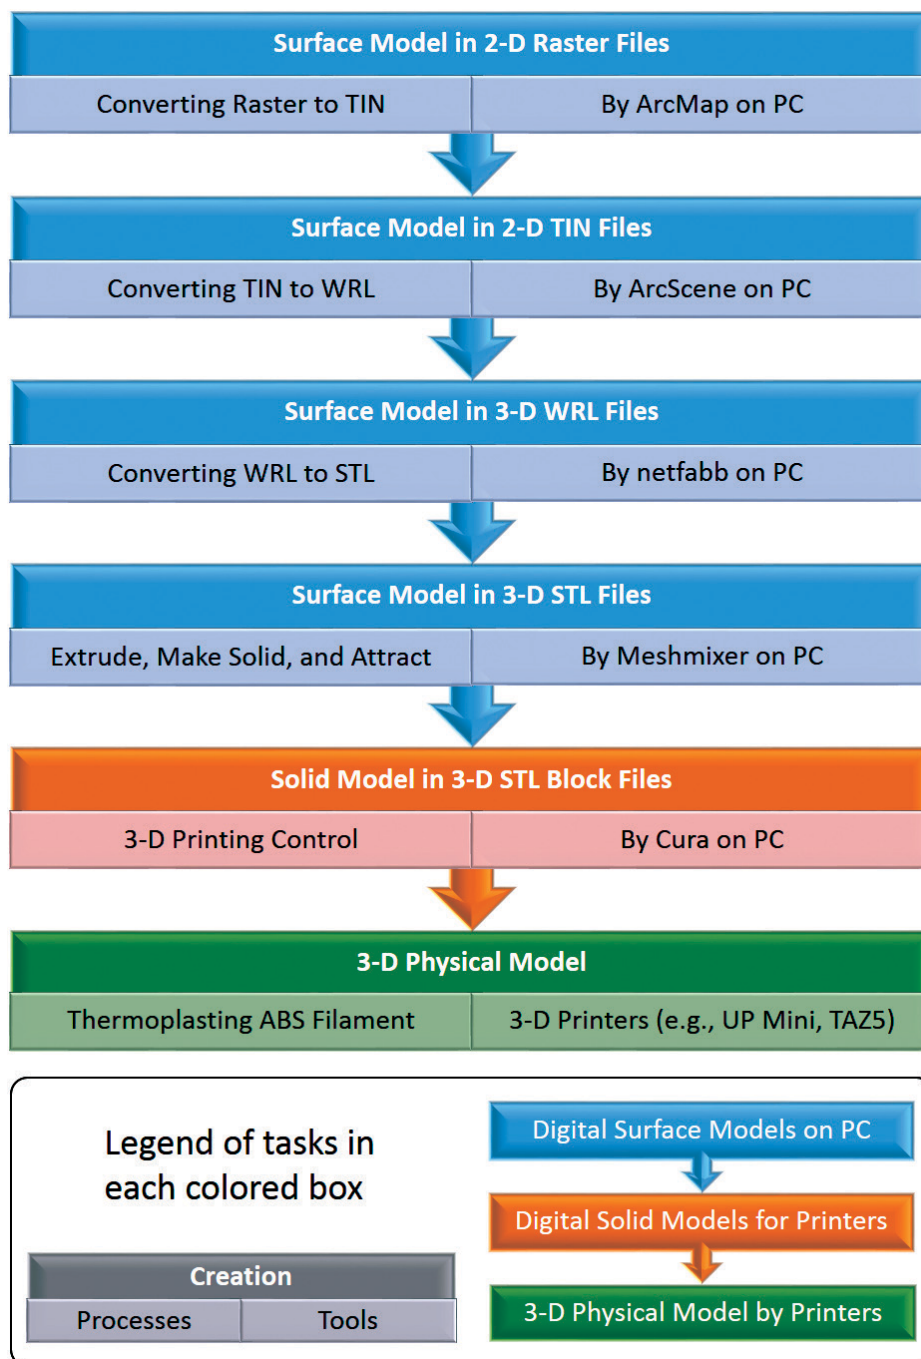 Surface Model in 2-D Raster Files
Converting Raster to TIN
By ArcMap on PC
Surface Model in 2-D TIN Files
Converting TIN to WRL
By ArcScene on PC
Surface Model in 3-D WRL Files
Converting WRL to STL
By netfabb on PC
Surface Model in 3-D STL Files
Extrude, Make Solid, and Attract
By Meshmixer on PC
Solid Model in 3-D STL Block Files
3-D Printing Control
By Cura on PC
3-D Physical Model
Thermoplasting ABS Filament
3-D Printers (e.g., UP Mini, TAZ5)
Legend of tasks in
each colored box
Creation
Processes
Tools
Digital Surface Models on PC
Digital Solid Models for Printers
3-D Physical Model by Printers